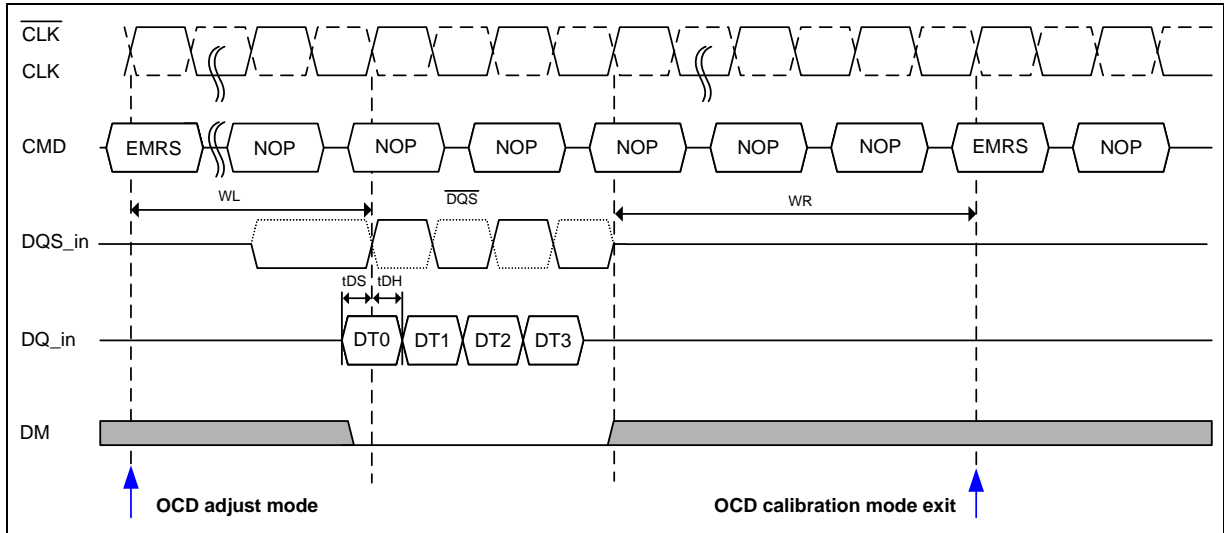 CLK
CLK
CMD EMRS NOP NOP NOP NOP NOP NOP EMRS NOP
WL DQS WR
DQS_in
tDS tDH
DQ_in DT0 DT1 DT2 DT3
DM
OCD adjust mode OCD calibration mode exit